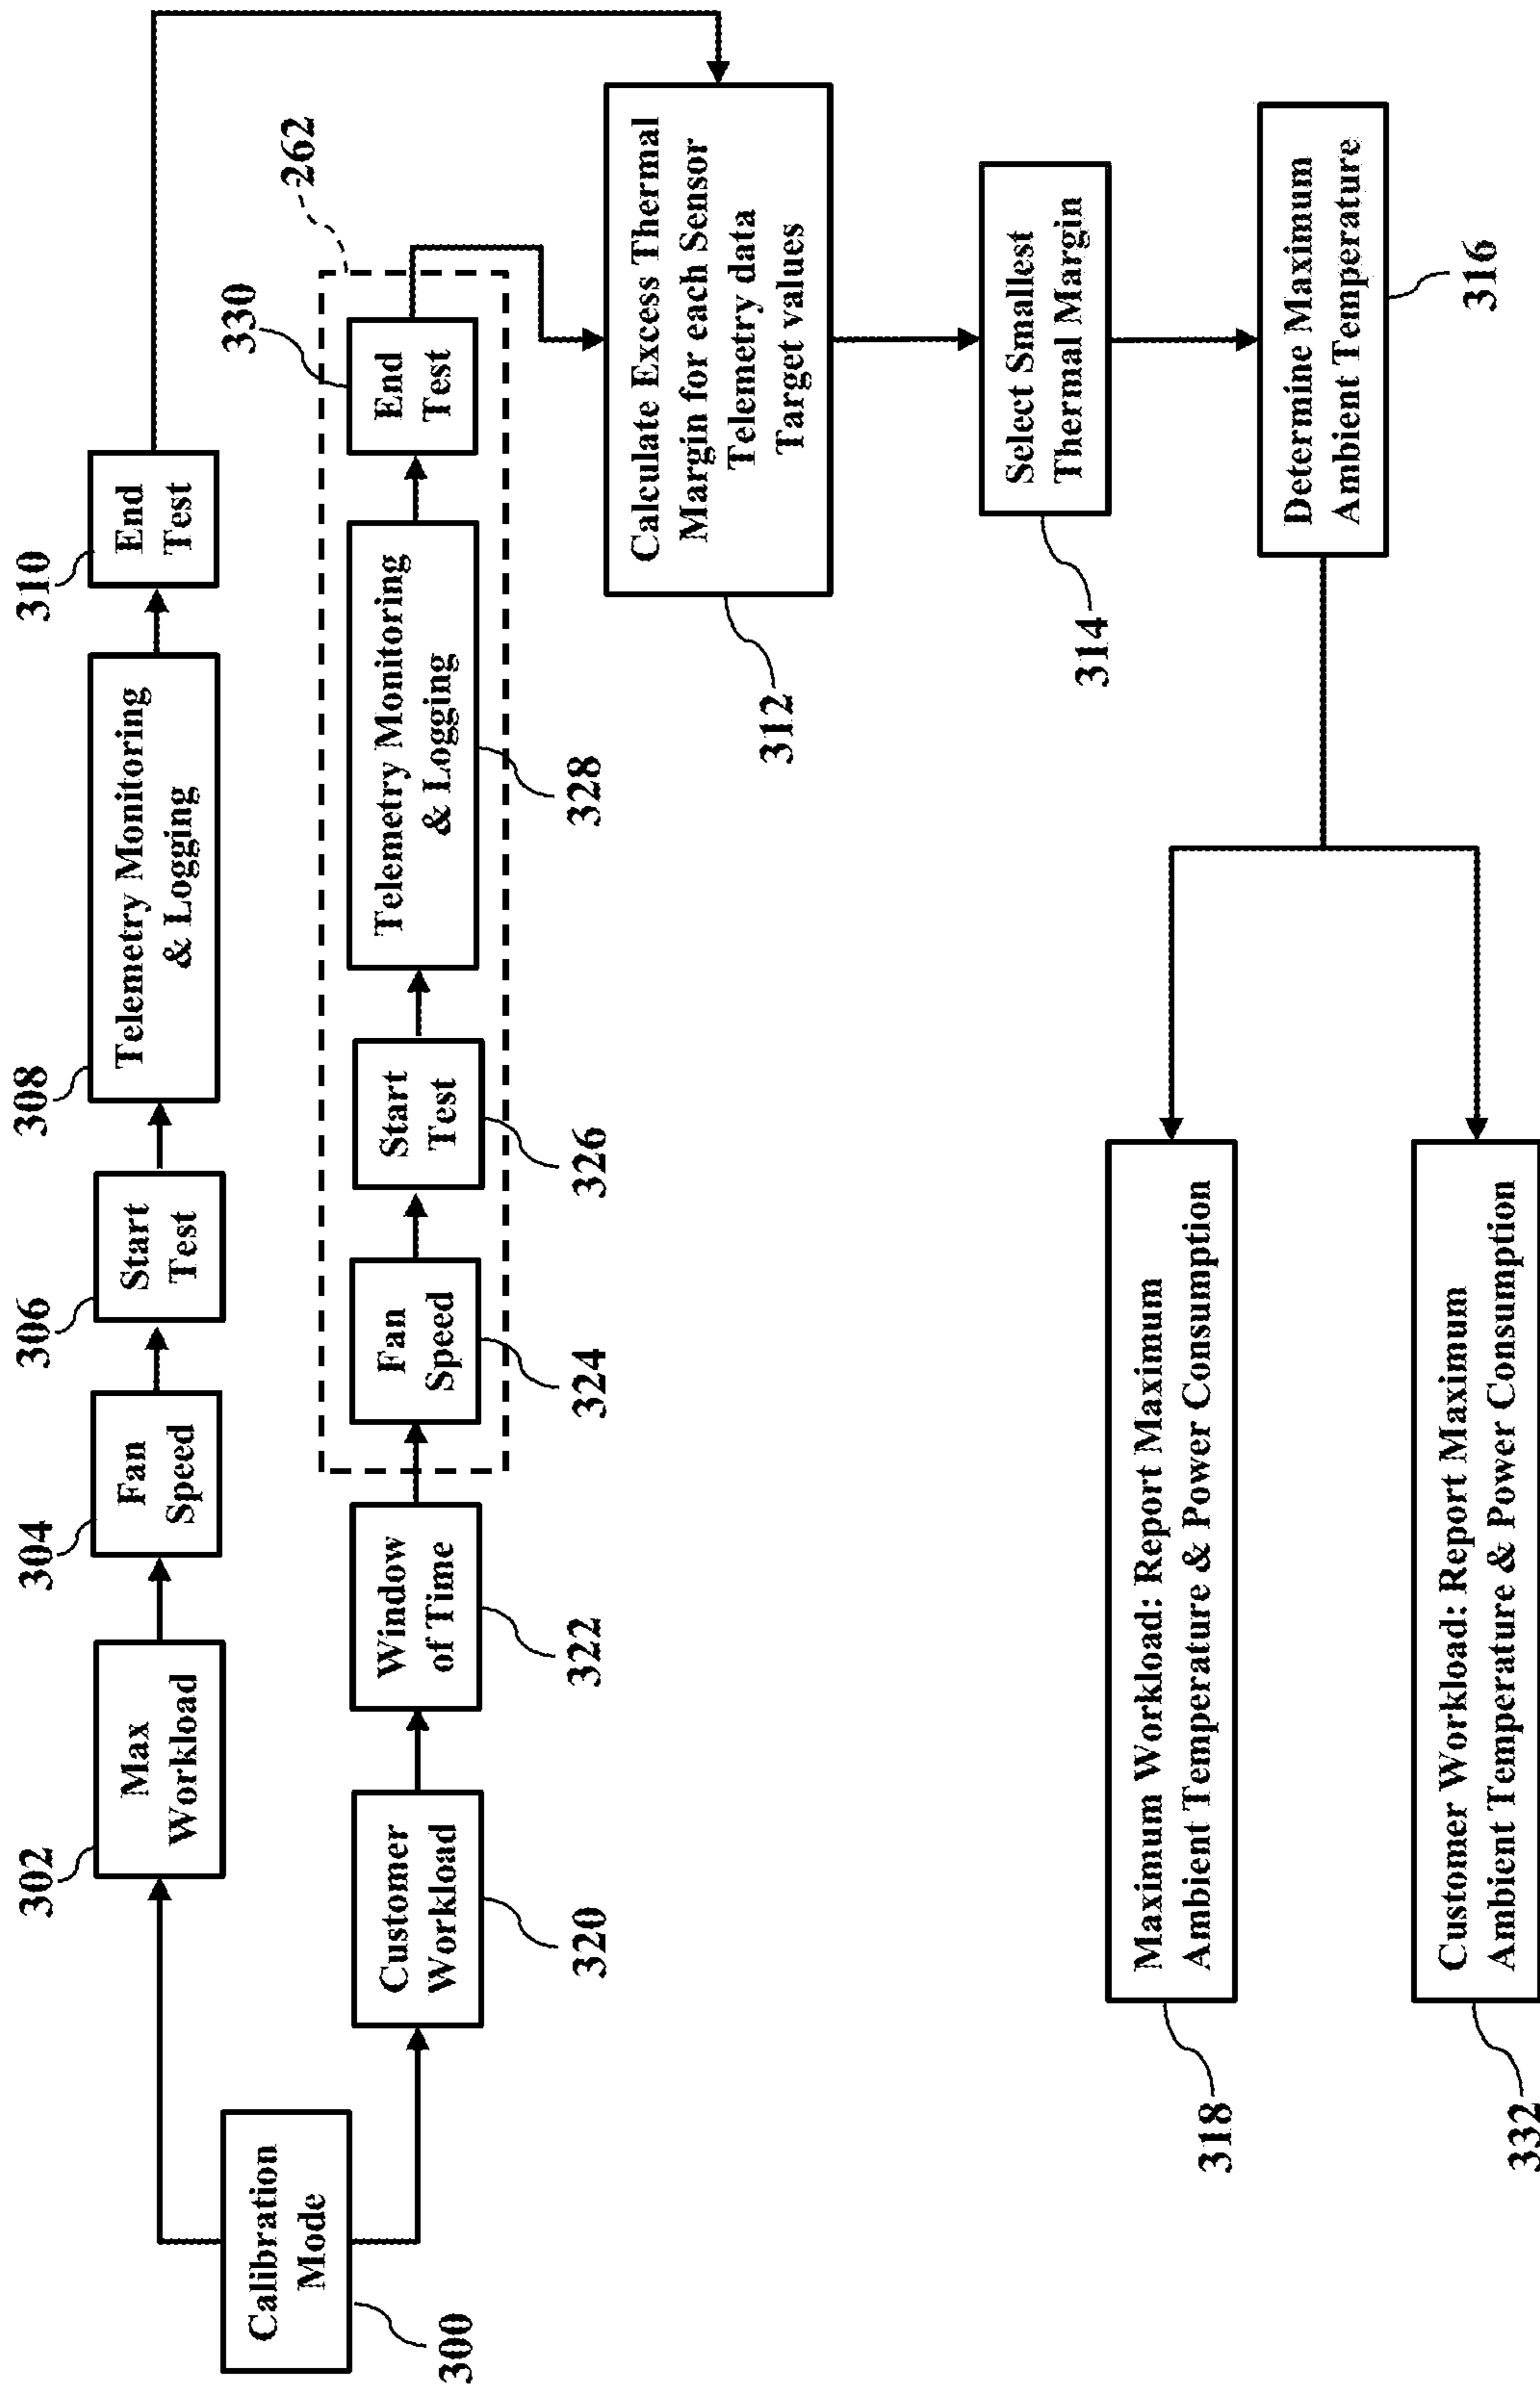 300
Calibration
Mode
302
Max
Workload
304
Fan
Speed
306
Start
Test
308
Telemetry Monitoring
& Logging
310
End
Test
320
Customer
Workload
322
Window
of Time
262
324
Fan
Speed
326
Start
Test
328
Telemetry Monitoring
& Logging
330
End
Test
312
Calculate Excess Thermal
Margin for each Sensor
Telemetry data
Target values
314
Select Smallest
Thermal Margin
316
Determine Maximum
Ambient Temperature
318
Maximum Workload: Report Maximum
Ambient Temperature & Power Consumption
332
Customer Workload: Report Maximum
Ambient Temperature & Power Consumption